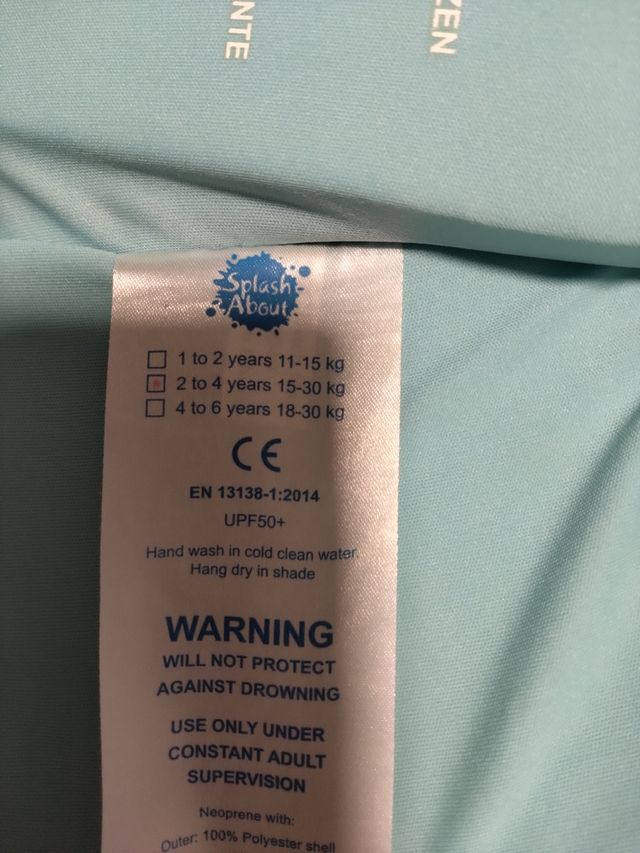 NTE
ZEN
Splash
About
1 to 2 years 11-15 kg
2 to 4 years 15-30 kg
4 to 6 years 18-30 kg
CE
EN 13138-1:2014
UPF50+
Hand wash in cold clean water.
Hang dry in shade
WARNING
WILL NOT PROTECT
AGAINST DROWNING
USE ONLY UNDER
CONSTANT ADULT
SUPERVISION
Neoprene with:
Outer: 100% Polyester shell